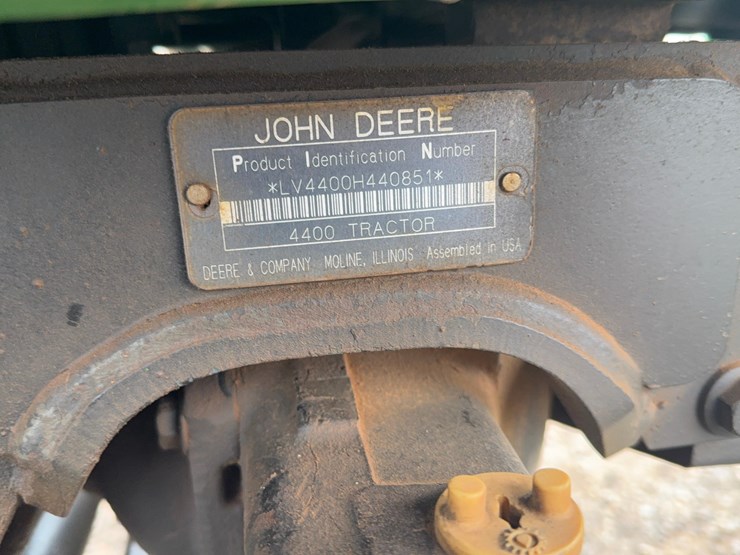 JOHN DEERE
Product Identification Number
*LV4400H440851*
4400 TRACTOR
DEERE & COMPANY MOLINE, ILLINOIS Assembled in USA